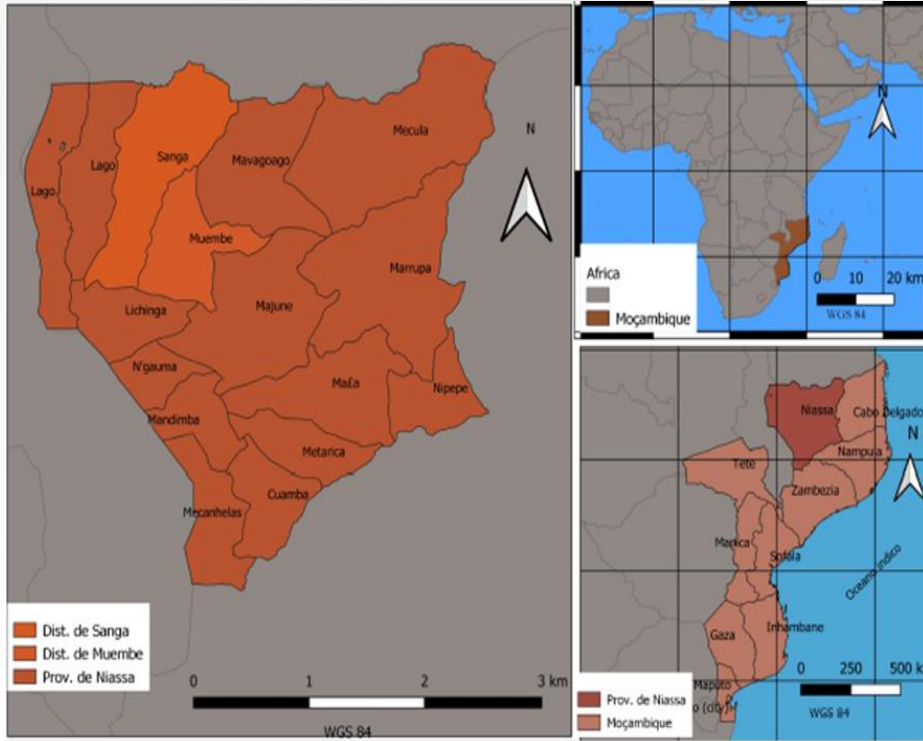 N
Mecula
Sanga
Mavagoago
Lago
Lago
Muembe
Marrupa
Lichinga
Majune
N'gauma
Mandimba
Nipepe
Metarica
Cuamba
Mecanhelas
Dist. de Sanga
Dist. de Muembe
Prov. de Niassa
0 1 2 3 km
WGS 84
N
Africa
Moçambique
0 10 20 km
WGS 84
Niassa
Cabo Delgado
N
Nampula
Tete
Zambezia
Manica
Sofala
Oceano indico
Gaza
Inhambane
Maputo
(city)
0 250 500 k
WGS 84
Prov. de Niassa
Moçambique